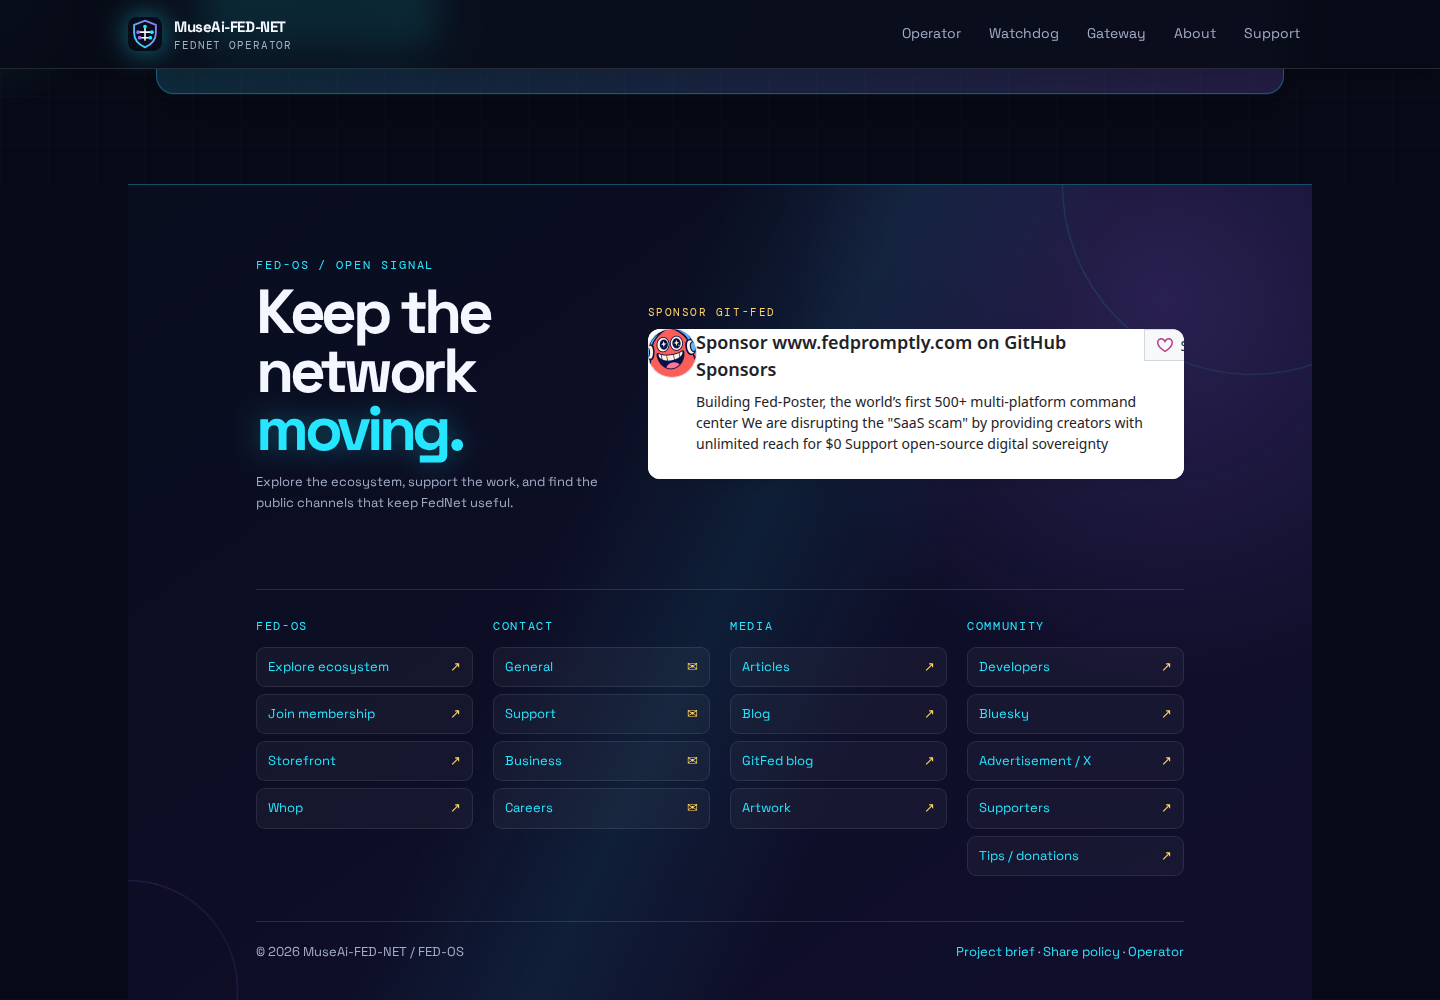 MuseAi-FED-NET
FEDNET OPERATOR
Operator
Watchdog
Gateway
About
Support
FED-OS / OPEN SIGNAL
Keep the
network
moving.
Explore the ecosystem, support the work, and find the
public channels that keep FedNet useful.
SPONSOR GIT-FED
Sponsor www.fedpromptly.com on GitHub
Sponsors
Building Fed-Poster, the world’s first 500+ multi-platform command
center We are disrupting the "SaaS scam" by providing creators with
unlimited reach for $0 Support open-source digital sovereignty
FED-OS
Explore ecosystem ↗
Join membership ↗
Storefront ↗
Whop ↗
CONTACT
General ✉
Support ✉
Business ✉
Careers ✉
MEDIA
Articles ↗
Blog ↗
GitFed blog ↗
Artwork ↗
COMMUNITY
Developers ↗
Bluesky ↗
Advertisement / X ↗
Supporters ↗
Tips / donations ↗
© 2026 MuseAi-FED-NET / FED-OS
Project brief · Share policy · Operator